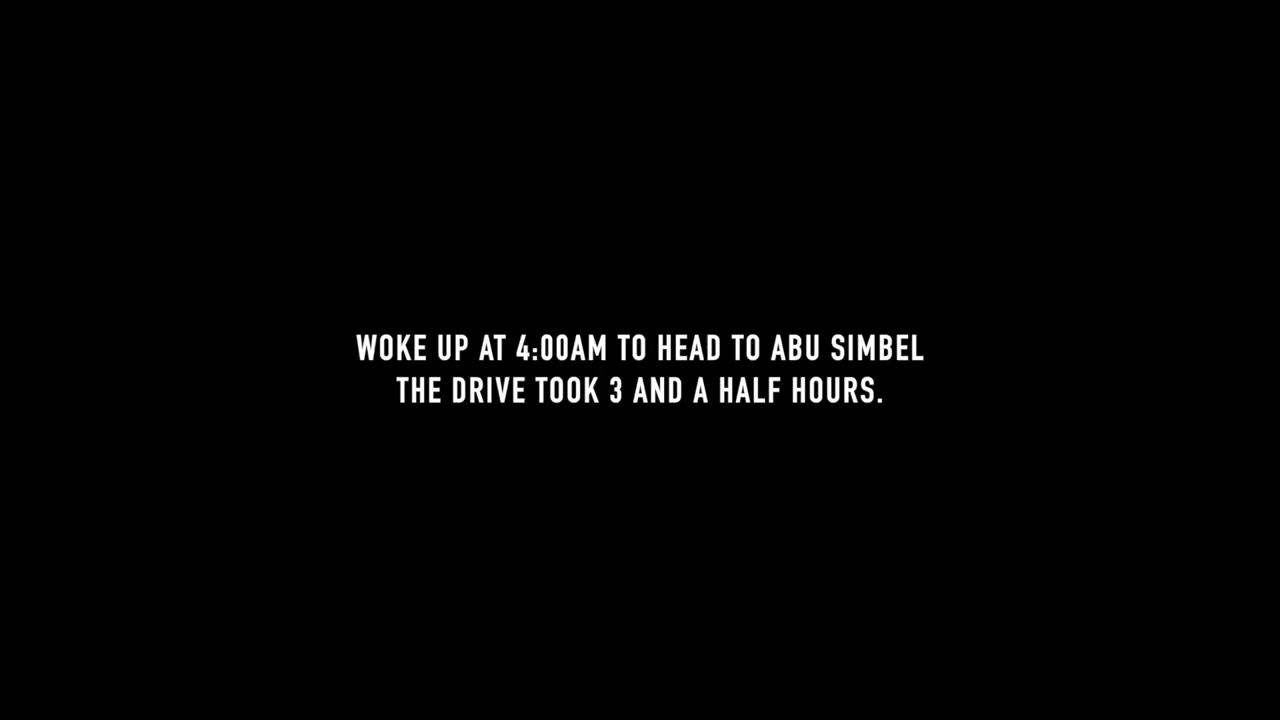 WOKE UP AT 4:00AM TO HEAD TO ABU SIMBEL
THE DRIVE TOOK 3 AND A HALF HOURS.